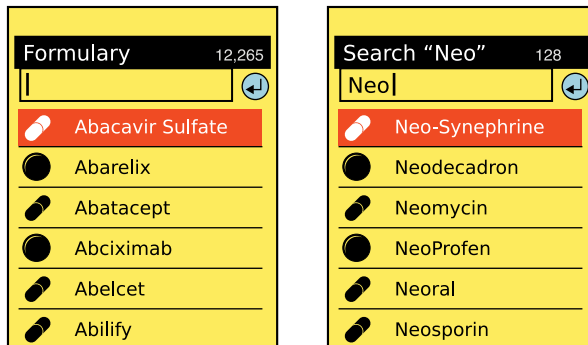 Formulary 12,265
Abacavir Sulfate
Abarelix
Abatacept
Abciximab
Abelcet
Abilify
Search “Neo” 128
Neo
Neo-Synephrine
Neodecadron
Neomycin
NeoProfen
Neoral
Neosporin